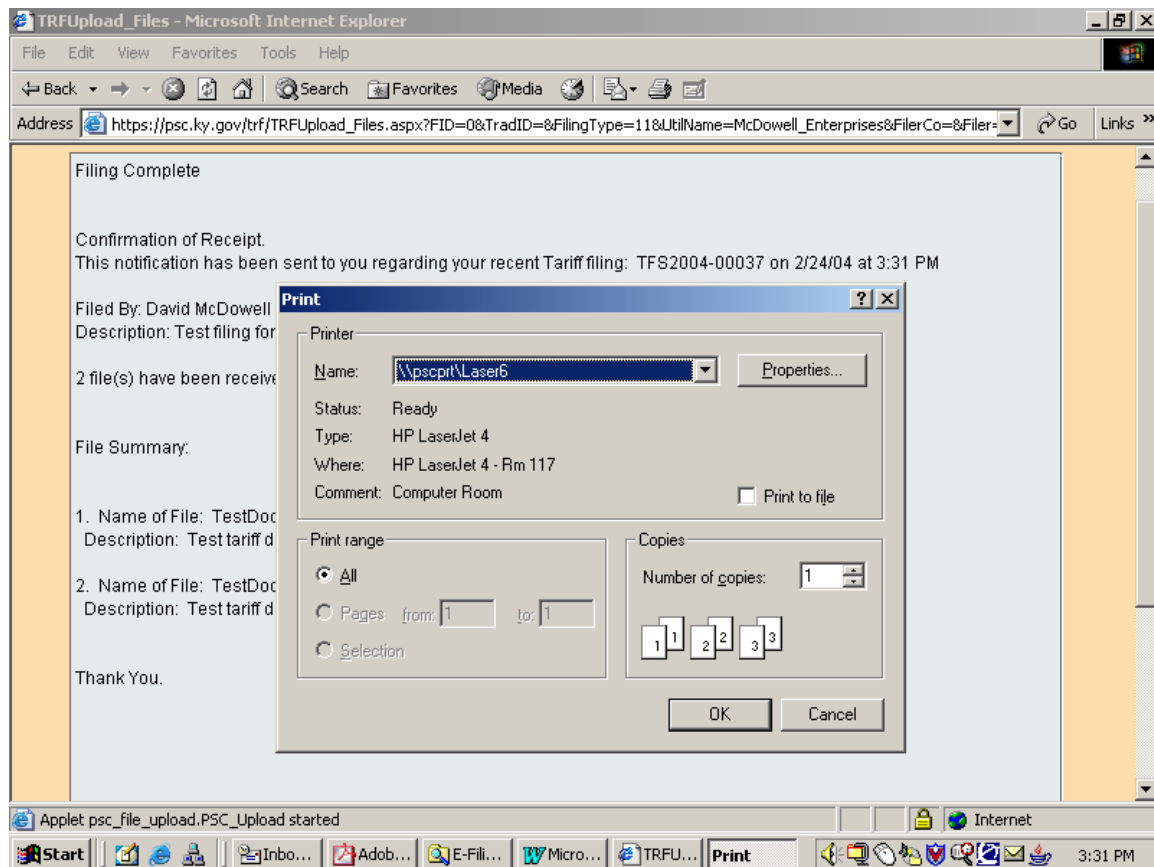 TRFUpload_Files - Microsoft Internet Explorer
File Edit View Favorites Tools Help
Back Search Favorites Media
Address https://psc.ky.gov/trf/TRFUpload_Files.aspx?FID=0&TradID=&FilingType=11&UtilName=McDowell_Enterprises&FilerCo=&Filer= Go Links »
Filing Complete
Confirmation of Receipt.
This notification has been sent to you regarding your recent Tariff filing: TFS2004-00037 on 2/24/04 at 3:31 PM
Filed By: David McDowell
Description: Test filing for
2 file(s) have been receive
File Summary:
1. Name of File: TestDoc
Description: Test tariff d
2. Name of File: TestDoc
Description: Test tariff d
Thank You.
Print
Printer
Name: \\pscprt\Laser6 Properties...
Status: Ready
Type: HP LaserJet 4
Where: HP LaserJet 4 - Rm 117
Comment: Computer Room Print to file
Print range
All
Pages from: 1 to: 1
Selection
Copies
Number of copies: 1
1 1 2 2 3 3
OK Cancel
Applet psc_file_upload.PSC_Upload started Internet
Start Inbo... Adob... E-Fili... Micro... TRFU... Print 3:31 PM